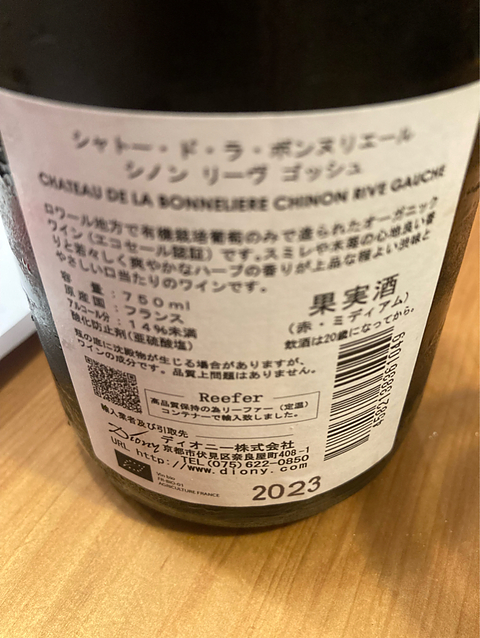 シャトー・ド・ラ・ボンヌリエール
シノン リーヴ ゴッシュ
CHATEAU DE LA BONNELIERE CHINON RIVE GAUCHE
ロワール地方で有機栽培葡萄のみで造られたオーガニック
ワイン(エコセール認証)です。スミレや木苺の心地良い香
りと若々しく爽やかなハーブの香りが上品な程よい渋味と
やさしい口当たりのワインです。
容量:750ml
原産国:フランス
アルコール分:14%未満
酸化防止剤(亜硫酸塩)
果実酒
(赤・ミディアム)
飲酒は20歳になってから。
瓶の底に沈殿物が生じる場合がありますが、
ワインの成分です。品質上問題はありません。
Reefer
高品質保持の為リーファー(定温)
コンテナーで輸入致しました。
4582138961049
輸入業者及び引取先
Diony ディオニー株式会社
京都市伏見区奈良屋町408-1
TEL(075)622-0850
URL http://www.diony.com
Vin bio
FR-BIO-01
AGRICULTURE FRANCE
2023